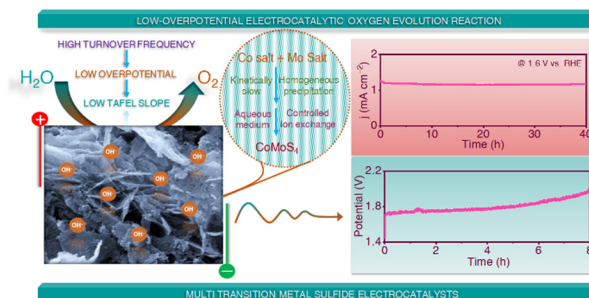 LOW-OVERPOTENTIAL ELECTROCATALYTIC OXYGEN EVOLUTION REACTION
HIGH TURNOVER FREQUENCY
H2O LOW OVERPOTENTIAL O2
LOW TAFEL SLOPE
+
OH-
OH-
OH-
OH-
OH-
OH-
OH-
OH-
Co salt + Mo Salt
Kinetically Homogeneous
slow precipitation
Aqueous Controlled
medium Ion exchange
CoMoS4
−
@ 1.6 V vs. RHE
j (mA cm-2)
2
1
0
0 10 20 30 40
Time (h)
Potential (V)
2.2
1.8
1.4
0 2 4 6 8
Time (h)
MULTI TRANSITION METAL SULFIDE ELECTROCATALYSTS